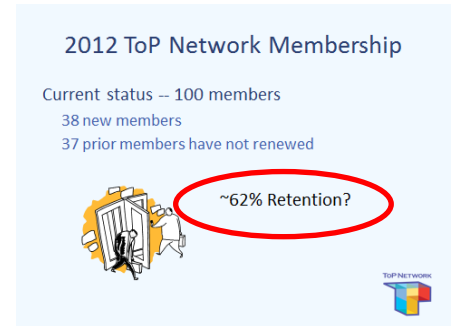 2012 ToP Network Membership
Current status -- 100 members
38 new members
37 prior members have not renewed
~62% Retention?
ToP NETWORK